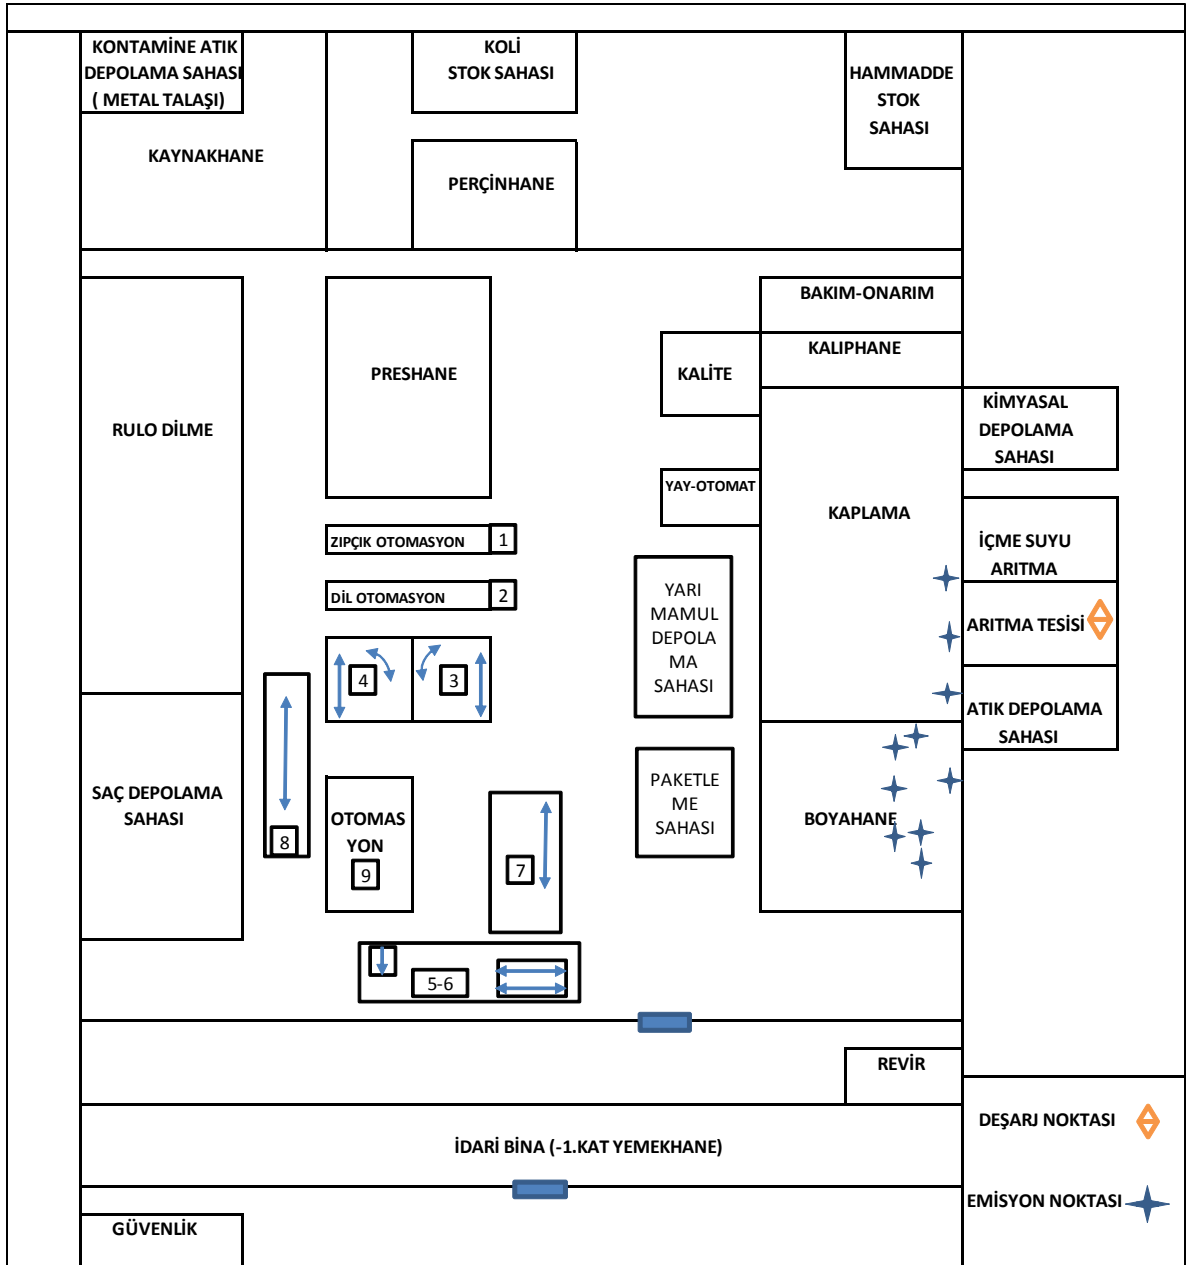 KONTAMİNE ATIK
DEPOLAMA SAHASI
( METAL TALAŞI)
KOLİ
STOK SAHASI
HAMMADDE
STOK
SAHASI
KAYNAKHANE
PERÇİNHANE
BAKIM-ONARIM
KALIPHANE
KALİTE
PRESHANE
RULO DİLME
KİMYASAL
DEPOLAMA
SAHASI
YAY-OTOMAT
KAPLAMA
ZIPÇIK OTOMASYON
1
İÇME SUYU
ARITMA
DİL OTOMASYON
2
YARI
MAMUL
DEPOLA
MA
SAHASI
ARITMA TESİSİ
4
3
ATIK DEPOLAMA
SAHASI
SAÇ DEPOLAMA
SAHASI
8
OTOMAS
YON
9
7
PAKETLE
ME
SAHASI
BOYAHANE
5-6
REVİR
DEŞARJ NOKTASI
İDARİ BİNA (-1.KAT YEMEKHANE)
EMİSYON NOKTASI
GÜVENLİK